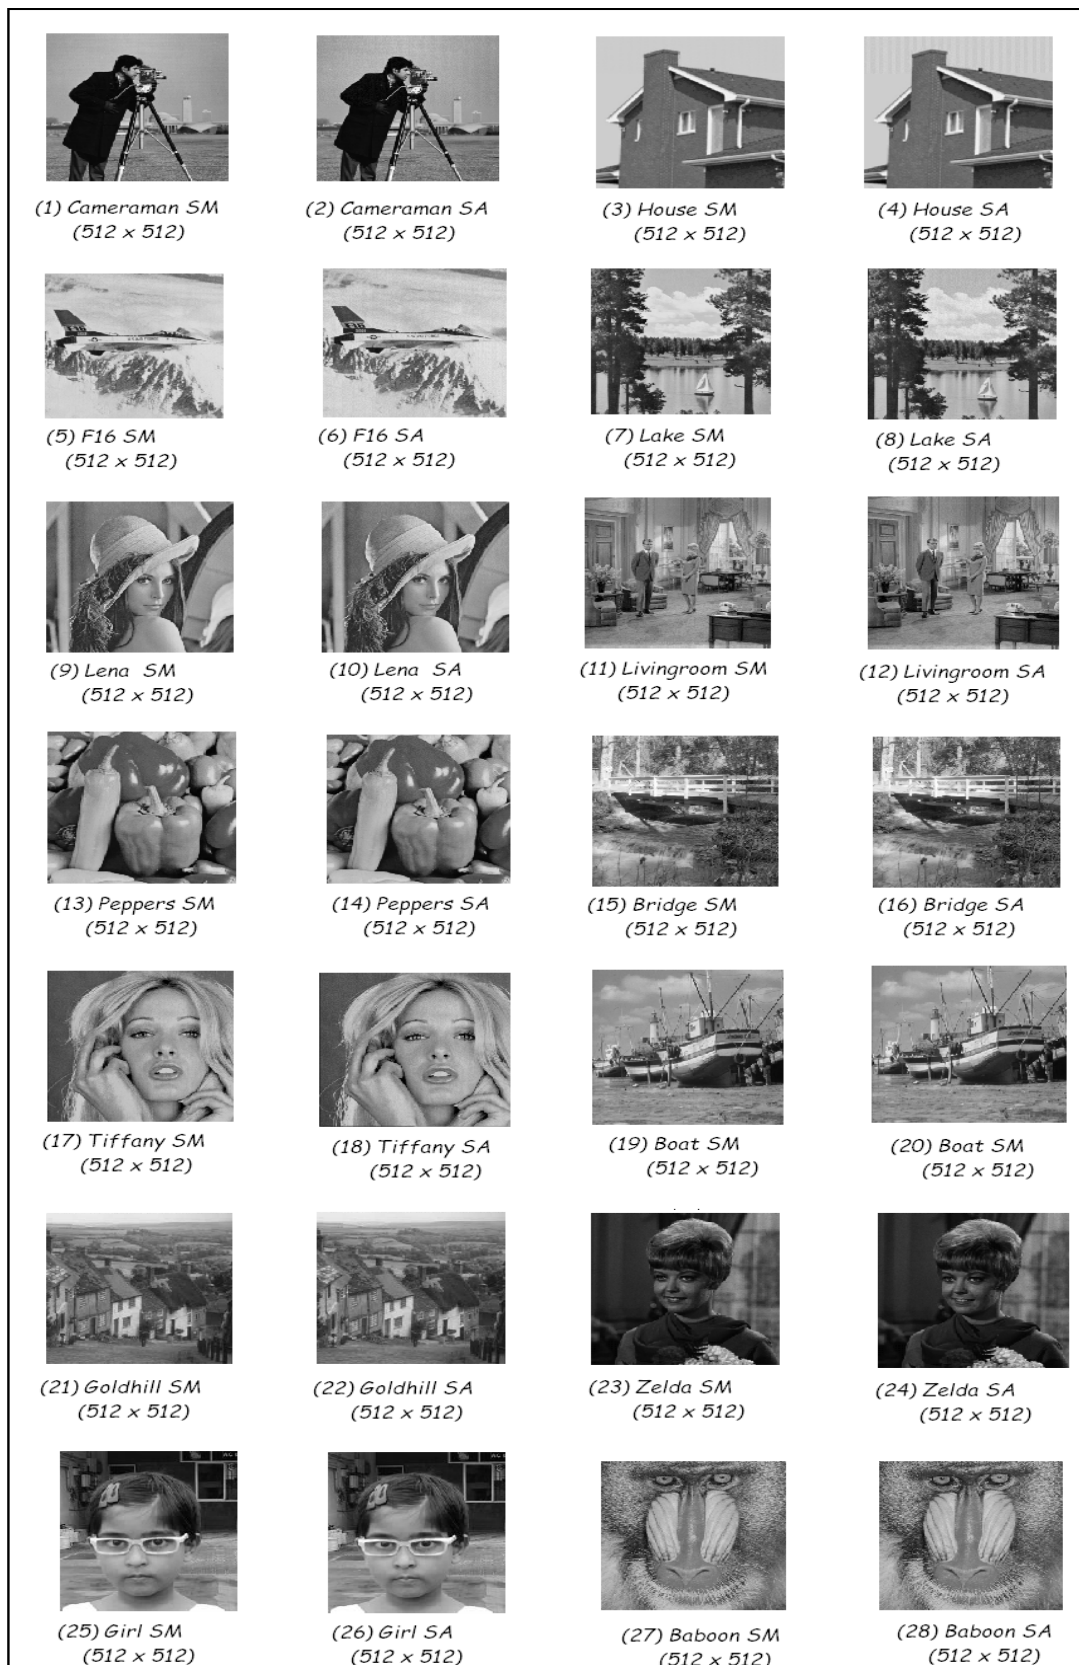 (1) Cameraman SM
(512 x 512)
(2) Cameraman SA
(512 x 512)
(3) House SM
(512 x 512)
(4) House SA
(512 x 512)
F16
(5) F16 SM
(512 x 512)
F16
(6) F16 SA
(512 x 512)
(7) Lake SM
(512 x 512)
(8) Lake SA
(512 x 512)
(9) Lena SM
(512 x 512)
(10) Lena SA
(512 x 512)
(11) Livingroom SM
(512 x 512)
(12) Livingroom SA
(512 x 512)
(13) Peppers SM
(512 x 512)
(14) Peppers SA
(512 x 512)
(15) Bridge SM
(512 x 512)
(16) Bridge SA
(512 x 512)
(17) Tiffany SM
(512 x 512)
(18) Tiffany SA
(512 x 512)
(19) Boat SM
(512 x 512)
(20) Boat SM
(512 x 512)
(21) Goldhill SM
(512 x 512)
(22) Goldhill SA
(512 x 512)
(23) Zelda SM
(512 x 512)
(24) Zelda SA
(512 x 512)
(25) Girl SM
(512 x 512)
(26) Girl SA
(512 x 512)
(27) Baboon SM
(512 x 512)
(28) Baboon SA
(512 x 512)